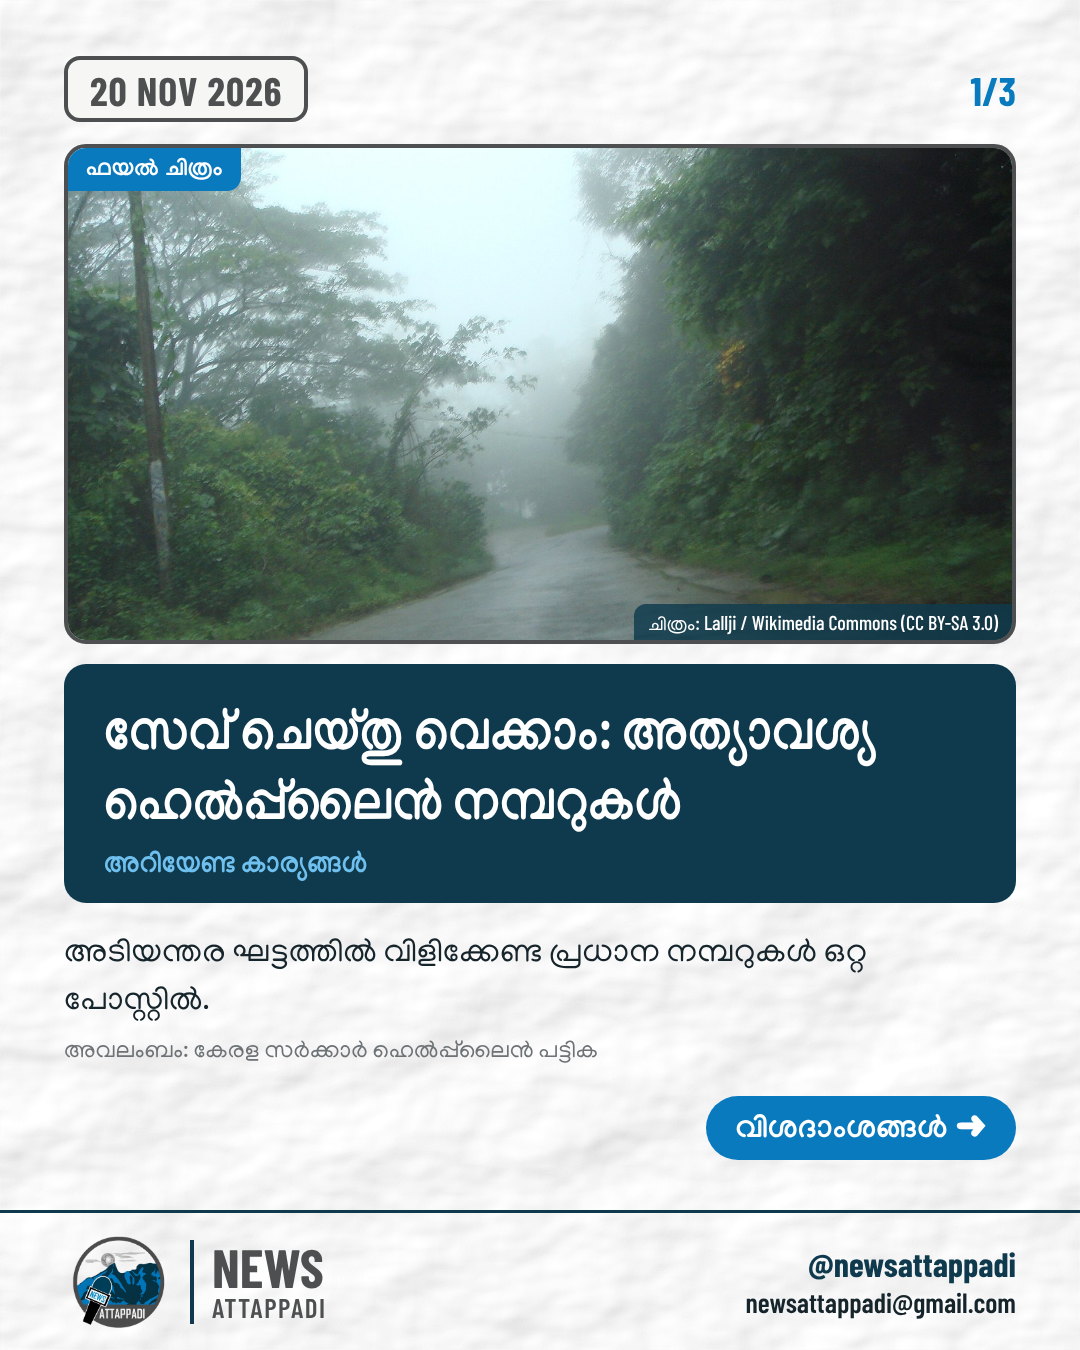 20 NOV 2026
1/3
ഫയൽ ചിത്രം
ചിത്രം: Lallji / Wikimedia Commons (CC BY-SA 3.0)
സേവ് ചെയ്തു വെക്കാം: അത്യാവശ്യ
ഹെൽപ്പ്‌ലൈൻ നമ്പറുകൾ
അറിയേണ്ട കാര്യങ്ങൾ
അടിയന്തര ഘട്ടത്തിൽ വിളിക്കേണ്ട പ്രധാന നമ്പറുകൾ ഒറ്റ
പോസ്റ്റിൽ.
അവലംബം: കേരള സർക്കാർ ഹെൽപ്പ്‌ലൈൻ പട്ടിക
വിശദാംശങ്ങൾ ➜
NEWS
ATTAPPADI
NEWS
ATTAPPADI
@newsattappadi
newsattappadi@gmail.com